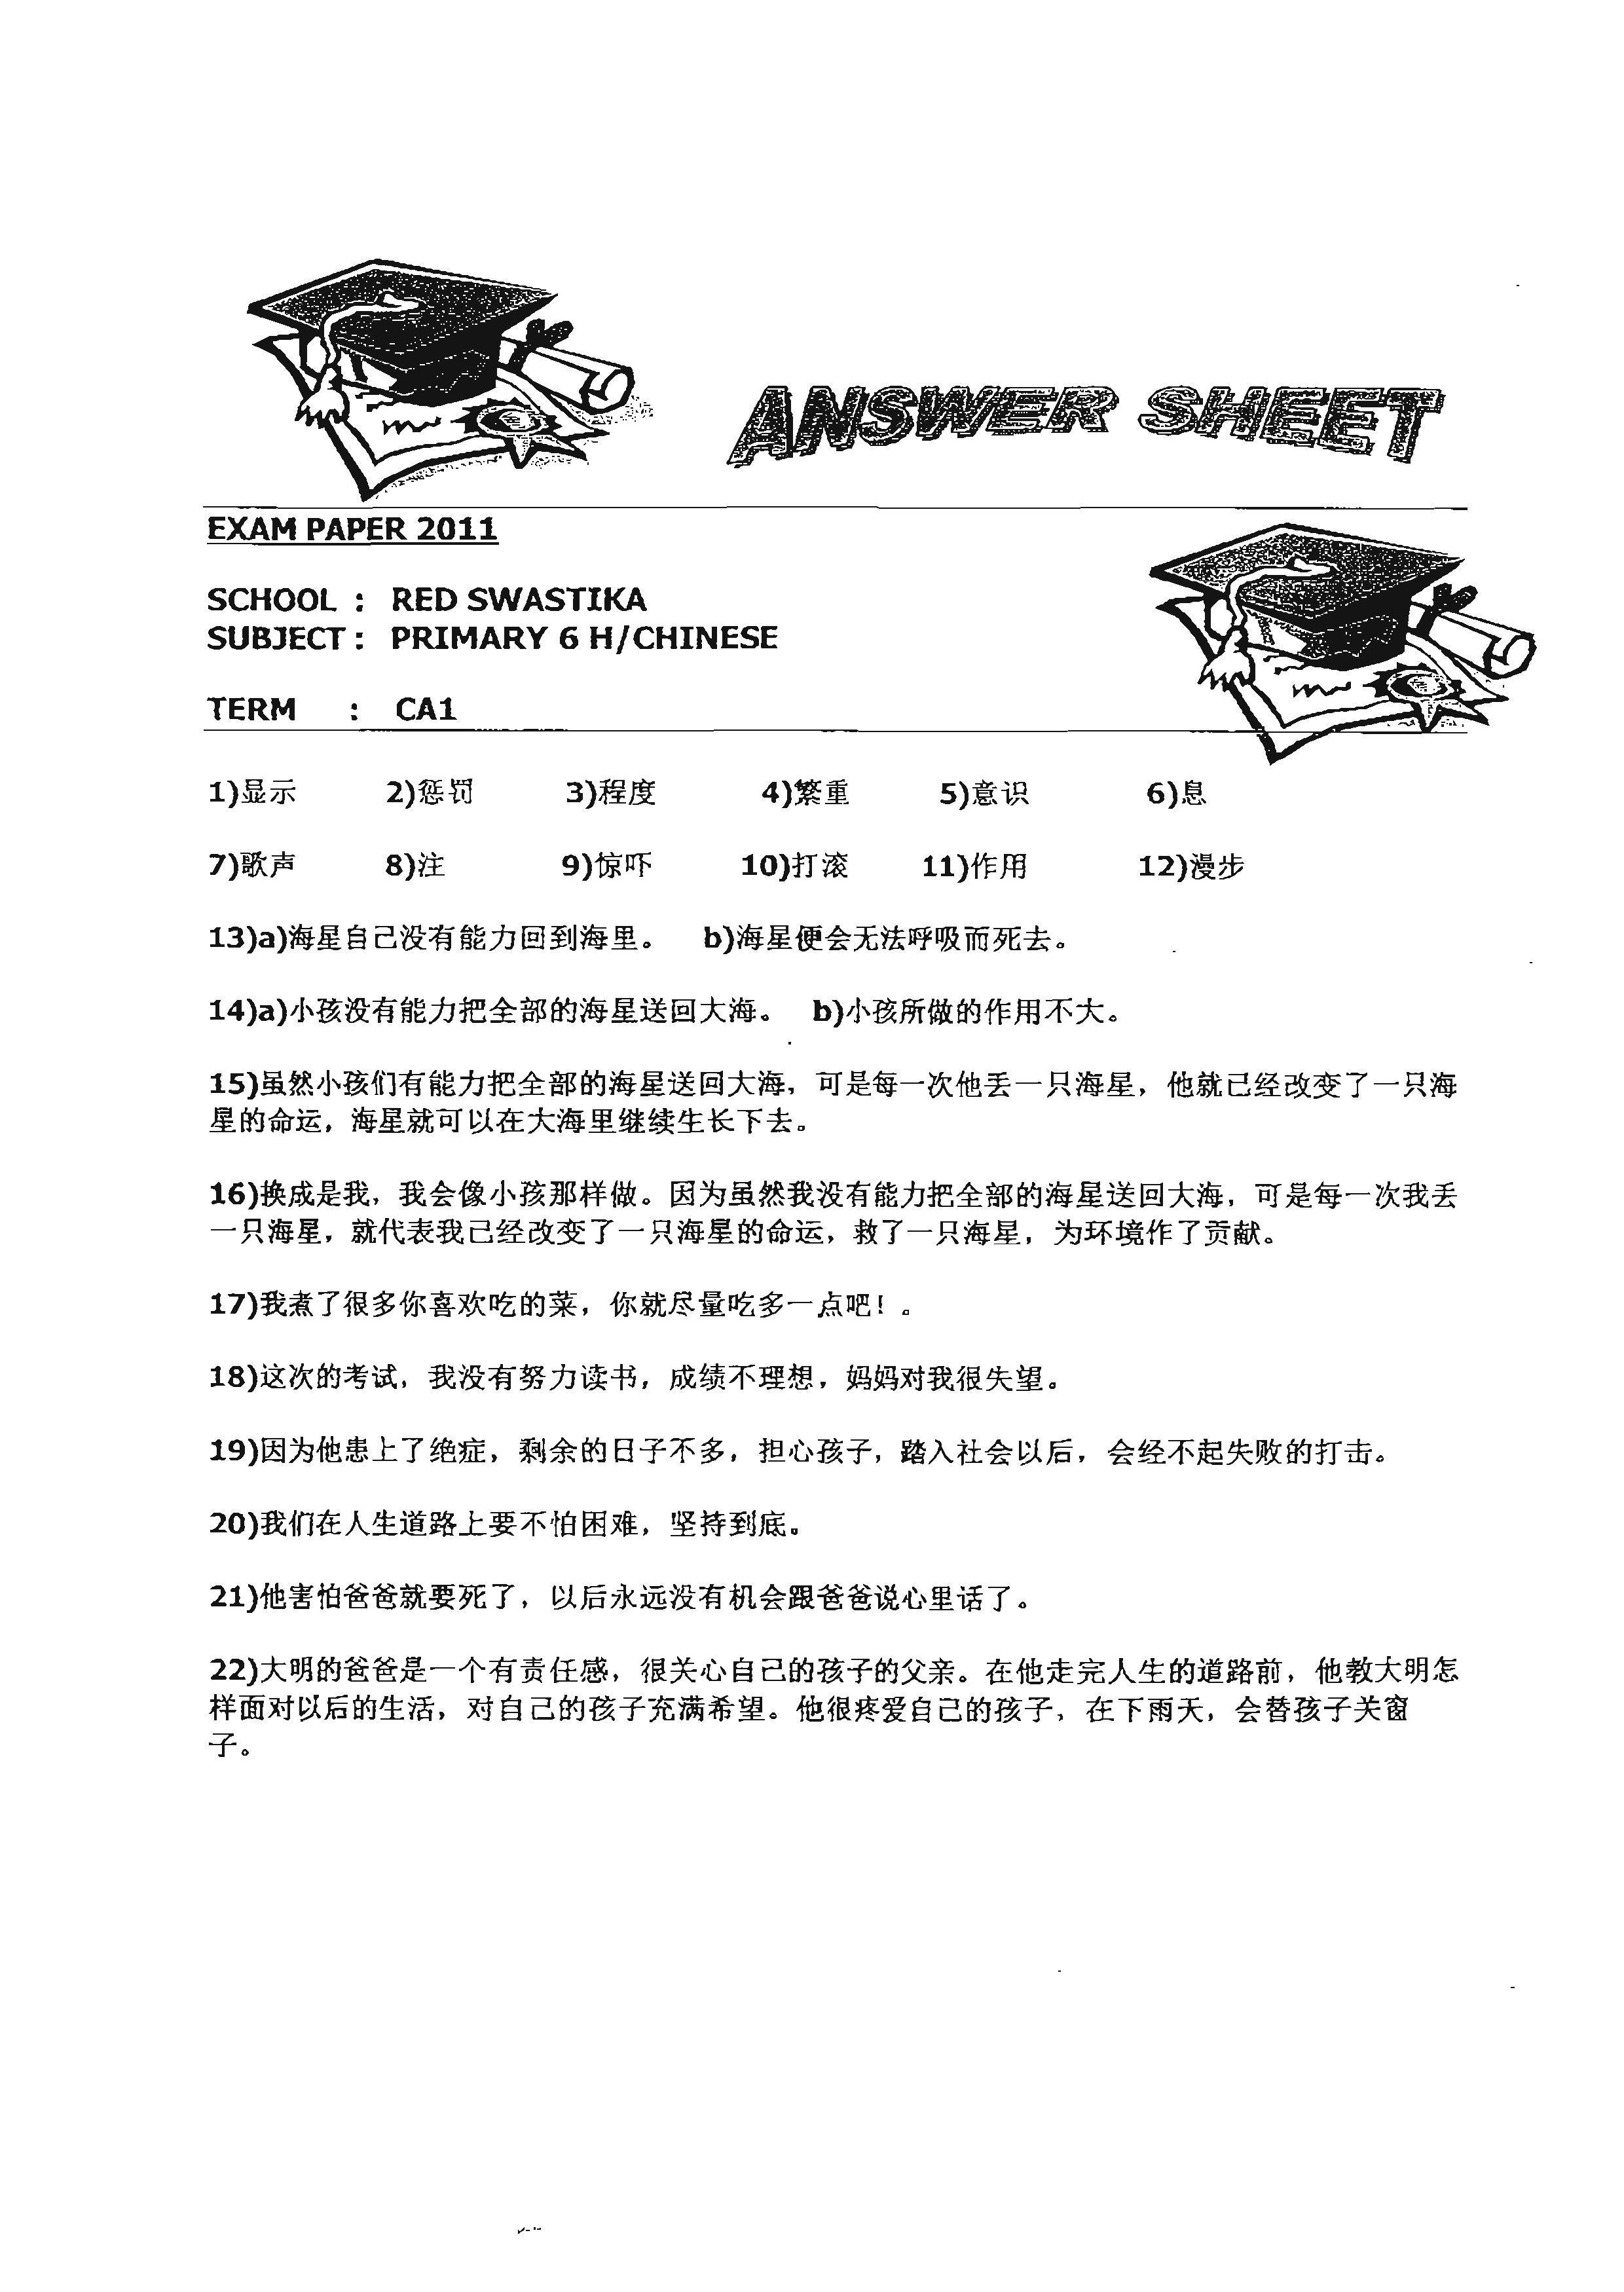 ANSWER SHEET
EXAM PAPER 2011
SCHOOL : RED SWASTIKA
SUBJECT : PRIMARY 6 H/CHINESE
TERM : CA1
1)显示 2)惩罚 3)程度 4)繁重 5)意识 6)息
7)歌声 8)注 9)惊吓 10)打滚 11)作用 12)漫步
13)a)海星自己没有能力回到海里。 b)海星便会无法呼吸而死去。
14)a)小孩没有能力把全部的海星送回大海。 b)小孩所做的作用不大。
15)虽然小孩们有能力把全部的海星送回大海，可是每一次他丢一只海星，他就已经改变了一只海
星的命运，海星就可以在大海里继续生长下去。
16)换成是我，我会像小孩那样做。因为虽然我没有能力把全部的海星送回大海，可是每一次我丢
一只海星，就代表我已经改变了一只海星的命运，救了一只海星，为环境作了贡献。
17)我煮了很多你喜欢吃的菜，你就尽量吃多一点吧！。
18)这次的考试，我没有努力读书，成绩不理想，妈妈对我很失望。
19)因为他患上了绝症，剩余的日子不多，担心孩子，踏入社会以后，会经不起失败的打击。
20)我们在人生道路上要不怕困难，坚持到底。
21)他害怕爸爸就要死了，以后永远没有机会跟爸爸说心里话了。
22)大明的爸爸是一个有责任感，很关心自己的孩子的父亲。在他走完人生的道路前，他教大明怎
样面对以后的生活，对自己的孩子充满希望。他很疼爱自己的孩子，在下雨天，会替孩子关窗
子。